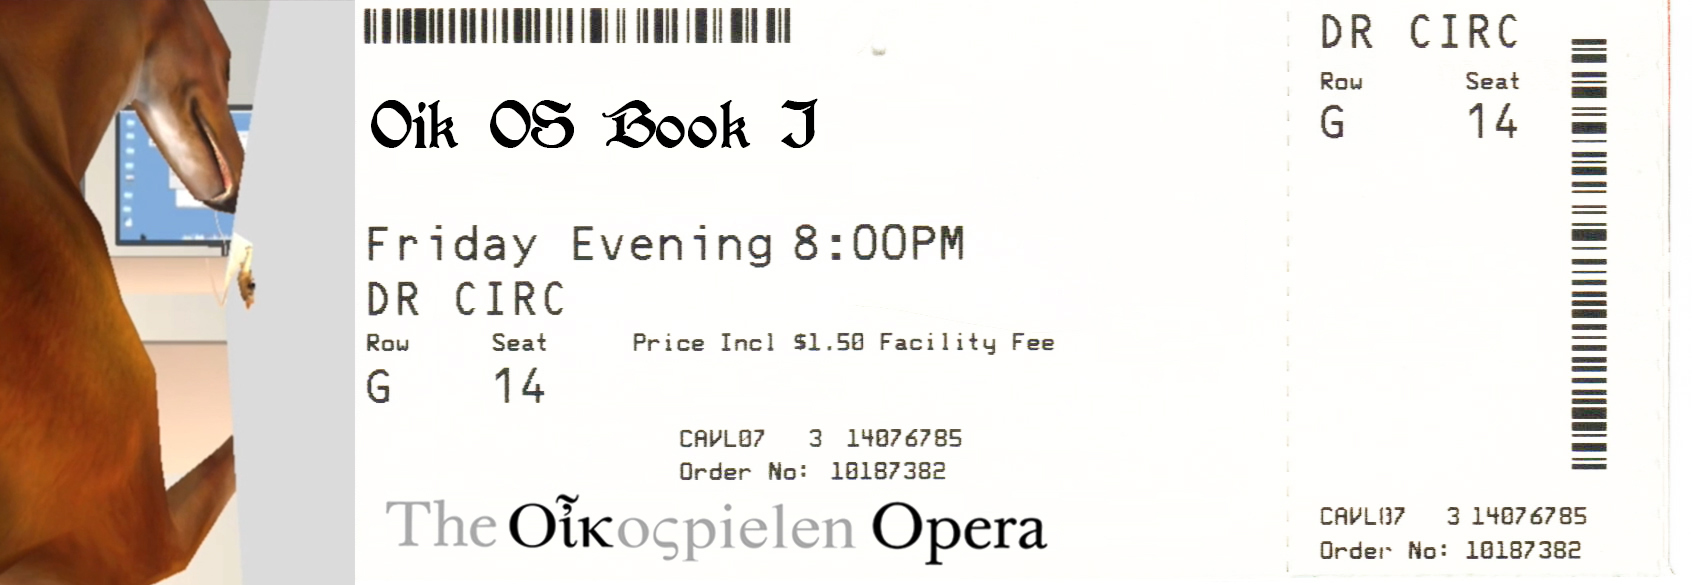 Oik OS Book I
Friday Evening 8:00PM
DR CIRC
Row Seat Price Incl $1.50 Facility Fee
G 14
CAVL07 3 14076785
Order No: 10187382
The Οἶκοςpielen Opera
DR CIRC
Row Seat
G 14
CAVL07 3 14076785
Order No: 10187382